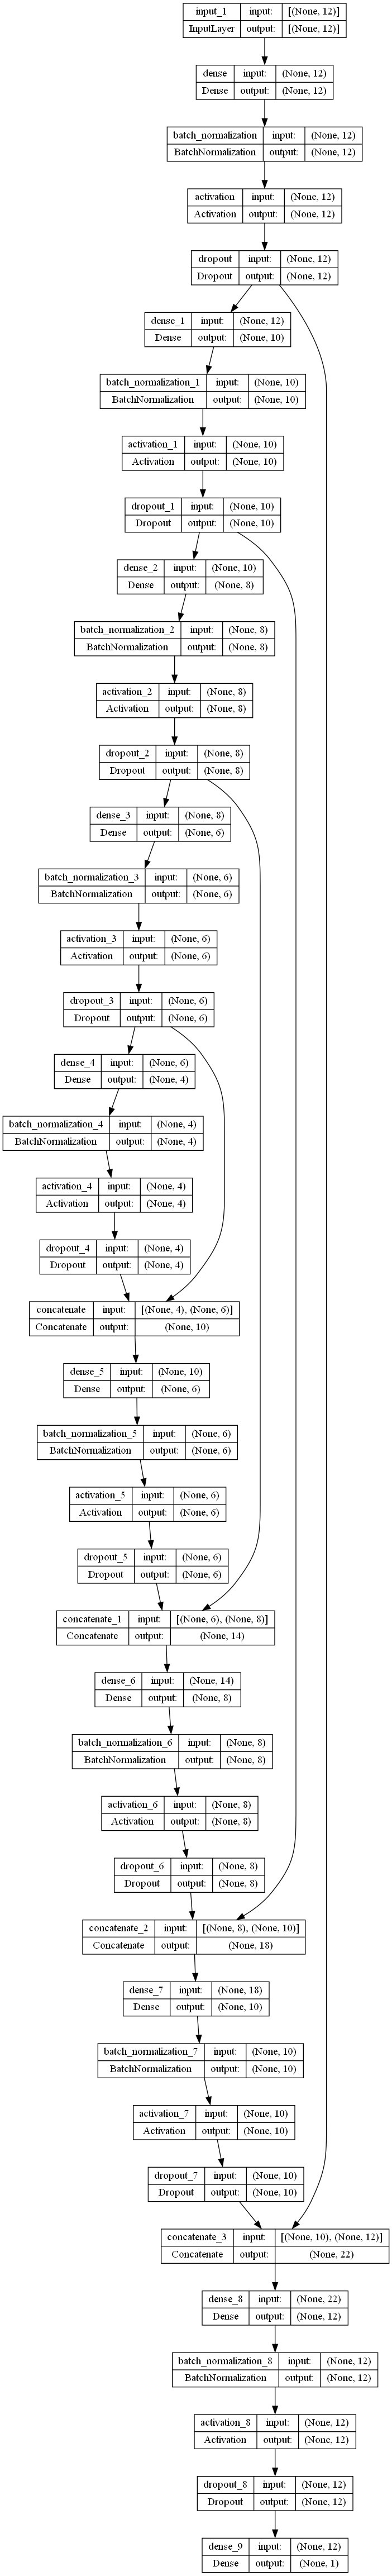 input_1 input: [(None, 12)]
InputLayer output: [(None, 12)]
dense input: (None, 12)
Dense output: (None, 12)
batch_normalization input: (None, 12)
BatchNormalization output: (None, 12)
activation input: (None, 12)
Activation output: (None, 12)
dropout input: (None, 12)
Dropout output: (None, 12)
dense_1 input: (None, 12)
Dense output: (None, 10)
batch_normalization_1 input: (None, 10)
BatchNormalization output: (None, 10)
activation_1 input: (None, 10)
Activation output: (None, 10)
dropout_1 input: (None, 10)
Dropout output: (None, 10)
dense_2 input: (None, 10)
Dense output: (None, 8)
batch_normalization_2 input: (None, 8)
BatchNormalization output: (None, 8)
activation_2 input: (None, 8)
Activation output: (None, 8)
dropout_2 input: (None, 8)
Dropout output: (None, 8)
dense_3 input: (None, 8)
Dense output: (None, 6)
batch_normalization_3 input: (None, 6)
BatchNormalization output: (None, 6)
activation_3 input: (None, 6)
Activation output: (None, 6)
dropout_3 input: (None, 6)
Dropout output: (None, 6)
dense_4 input: (None, 6)
Dense output: (None, 4)
batch_normalization_4 input: (None, 4)
BatchNormalization output: (None, 4)
activation_4 input: (None, 4)
Activation output: (None, 4)
dropout_4 input: (None, 4)
Dropout output: (None, 4)
concatenate input: [(None, 4), (None, 6)]
Concatenate output: (None, 10)
dense_5 input: (None, 10)
Dense output: (None, 6)
batch_normalization_5 input: (None, 6)
BatchNormalization output: (None, 6)
activation_5 input: (None, 6)
Activation output: (None, 6)
dropout_5 input: (None, 6)
Dropout output: (None, 6)
concatenate_1 input: [(None, 6), (None, 8)]
Concatenate output: (None, 14)
dense_6 input: (None, 14)
Dense output: (None, 8)
batch_normalization_6 input: (None, 8)
BatchNormalization output: (None, 8)
activation_6 input: (None, 8)
Activation output: (None, 8)
dropout_6 input: (None, 8)
Dropout output: (None, 8)
concatenate_2 input: [(None, 8), (None, 10)]
Concatenate output: (None, 18)
dense_7 input: (None, 18)
Dense output: (None, 10)
batch_normalization_7 input: (None, 10)
BatchNormalization output: (None, 10)
activation_7 input: (None, 10)
Activation output: (None, 10)
dropout_7 input: (None, 10)
Dropout output: (None, 10)
concatenate_3 input: [(None, 10), (None, 12)]
Concatenate output: (None, 22)
dense_8 input: (None, 22)
Dense output: (None, 12)
batch_normalization_8 input: (None, 12)
BatchNormalization output: (None, 12)
activation_8 input: (None, 12)
Activation output: (None, 12)
dropout_8 input: (None, 12)
Dropout output: (None, 12)
dense_9 input: (None, 12)
Dense output: (None, 1)